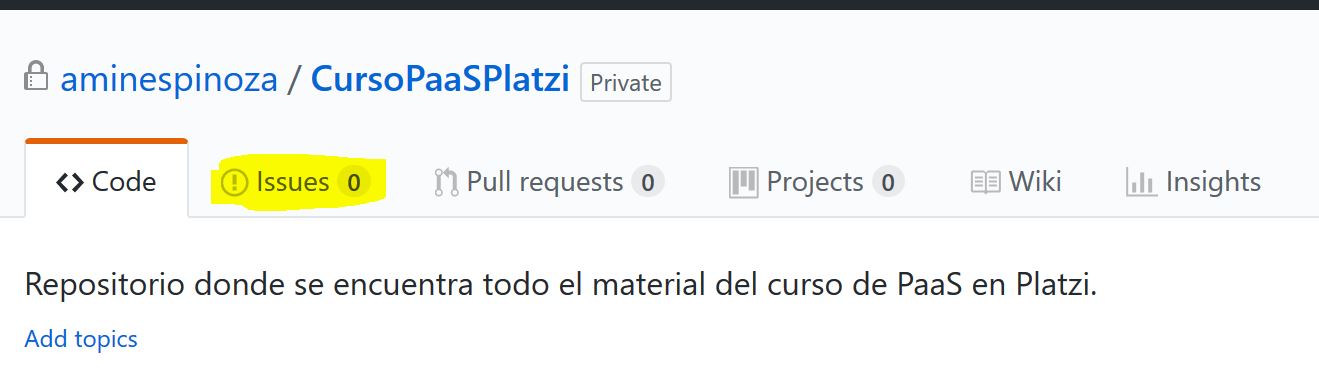 aminespinoza / CursoPaaSPlatzi Private
Code Issues 0 Pull requests 0 Projects 0 Wiki Insights
Repositorio donde se encuentra todo el material del curso de PaaS en Platzi.
Add topics